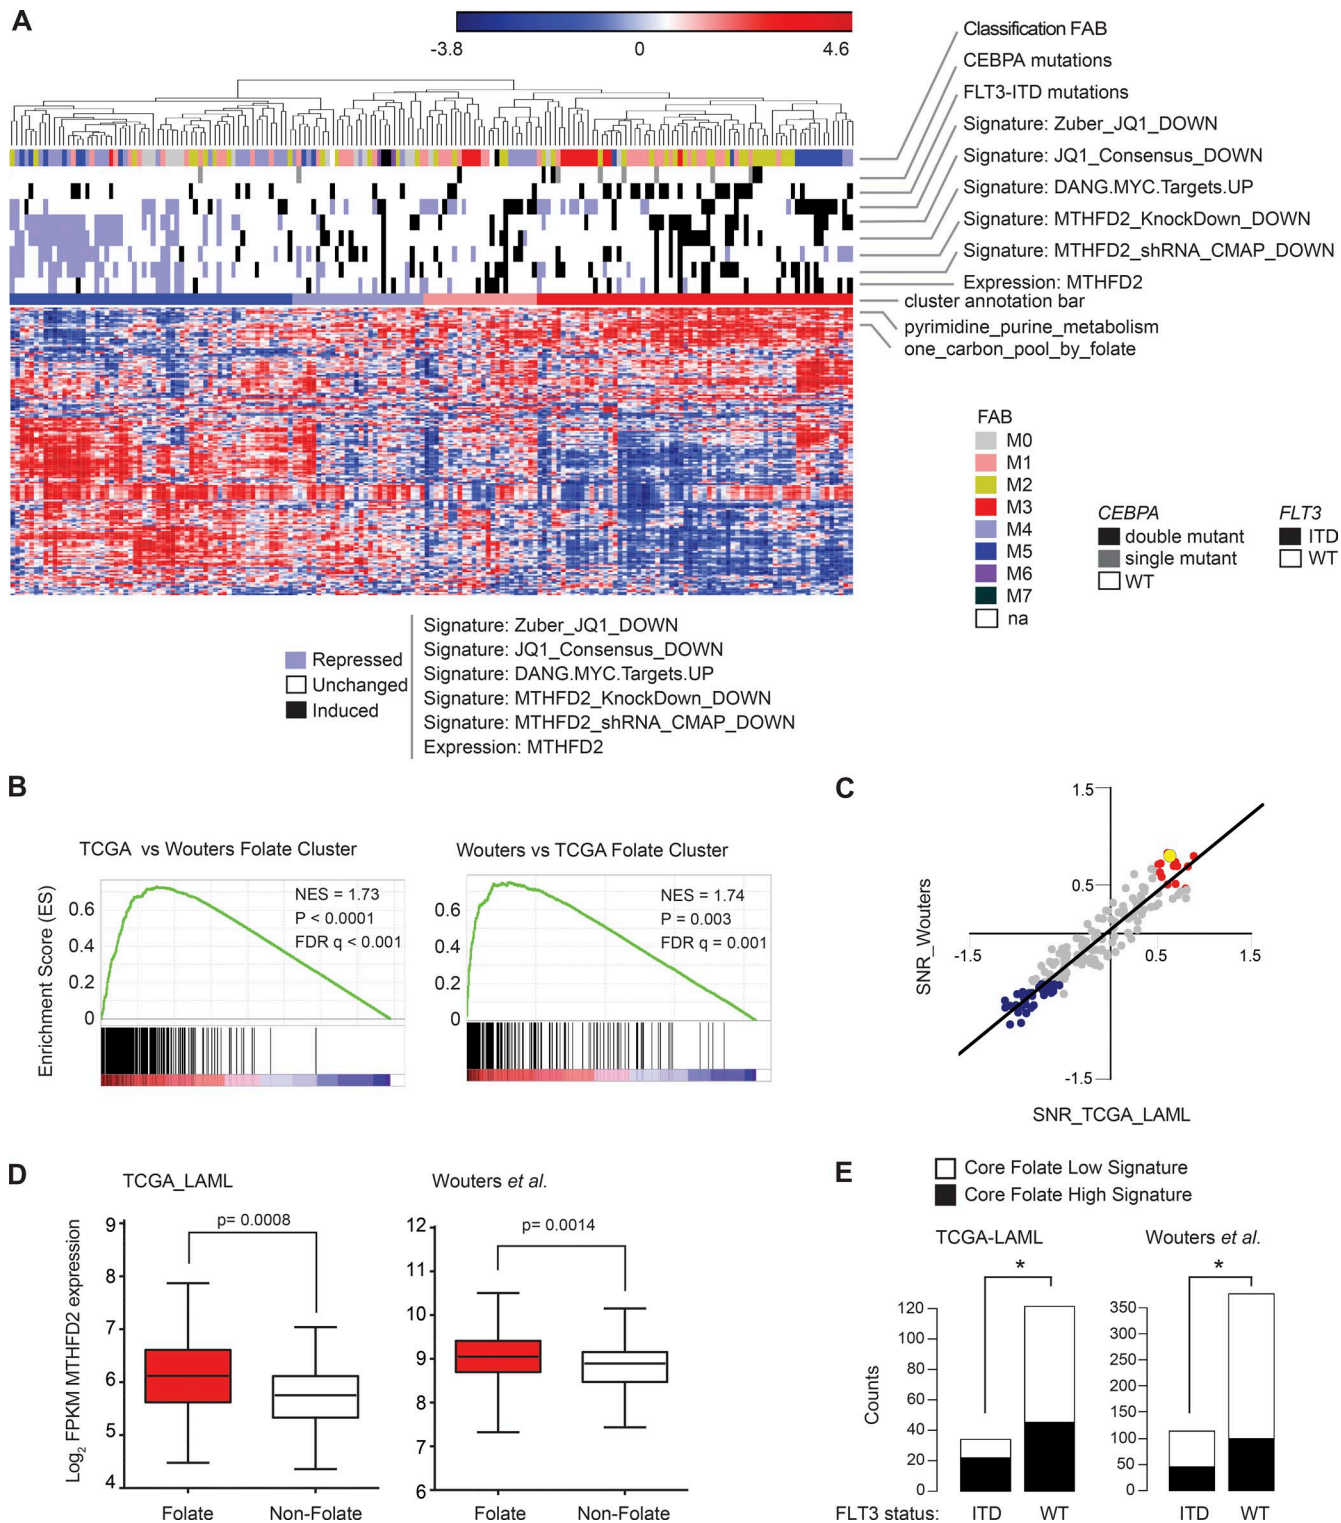 A
-3.8 0 4.6
Classification FAB
CEBPA mutations
FLT3-ITD mutations
Signature: Zuber_JQ1_DOWN
Signature: JQ1_Consensus_DOWN
Signature: DANG.MYC.Targets.UP
Signature: MTHFD2_KnockDown_DOWN
Signature: MTHFD2_shRNA_CMAP_DOWN
Expression: MTHFD2
cluster annotation bar
pyrimidine_purine_metabolism
one_carbon_pool_by_folate
FAB
M0
M1
M2
M3
M4
M5
M6
M7
na
CEBPA
double mutant
single mutant
WT
FLT3
ITD
WT
Repressed
Unchanged
Induced
Signature: Zuber_JQ1_DOWN
Signature: JQ1_Consensus_DOWN
Signature: DANG.MYC.Targets.UP
Signature: MTHFD2_KnockDown_DOWN
Signature: MTHFD2_shRNA_CMAP_DOWN
Expression: MTHFD2
B
TCGA vs Wouters Folate Cluster
Enrichment Score (ES)
0.6
0.4
0.2
0
NES = 1.73
P < 0.0001
FDR q < 0.001
Wouters vs TCGA Folate Cluster
0.6
0.4
0.2
0
NES = 1.74
P = 0.003
FDR q = 0.001
C
1.5
0.5
-1.5 0.5 1.5
-1.5
SNR_Wouters
SNR_TCGA_LAML
D
TCGA_LAML
p= 0.0008
Log2 FPKM MTHFD2 expression
9
8
7
6
5
4
Folate Non-Folate
Wouters et al.
p= 0.0014
12
11
10
9
8
7
6
Folate Non-Folate
E
Core Folate Low Signature
Core Folate High Signature
TCGA-LAML
*
Counts
120
100
80
60
40
20
0
Wouters et al.
*
350
300
250
200
150
100
50
0
FLT3 status: ITD WT ITD WT